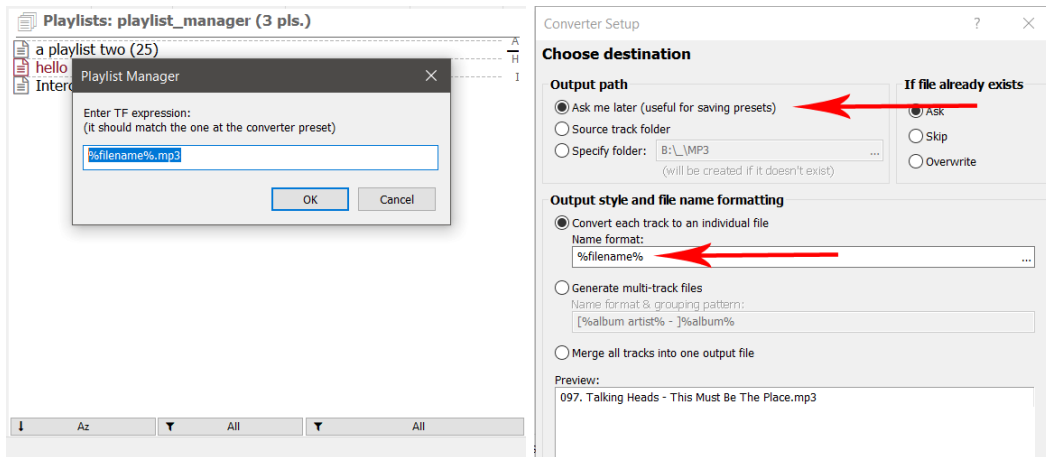 Playlists: playlist_manager (3 pls.)
a playlist two (25)
hello
Playlist Manager
Enter TF expression:
(it should match the one at the converter preset)
%filename%.mp3
OK
Cancel
A
H
I
Az
All
All
Converter Setup
Choose destination
Output path
Ask me later (useful for saving presets)
Source track folder
Specify folder:
B:\_\MP3
...
(will be created if it doesn't exist)
If file already exists
Ask
Skip
Overwrite
Output style and file name formatting
Convert each track to an individual file
Name format:
%filename%
...
Generate multi-track files
Name format & grouping pattern:
[%album artist% - ]%album%
Merge all tracks into one output file
Preview:
097. Talking Heads - This Must Be The Place.mp3